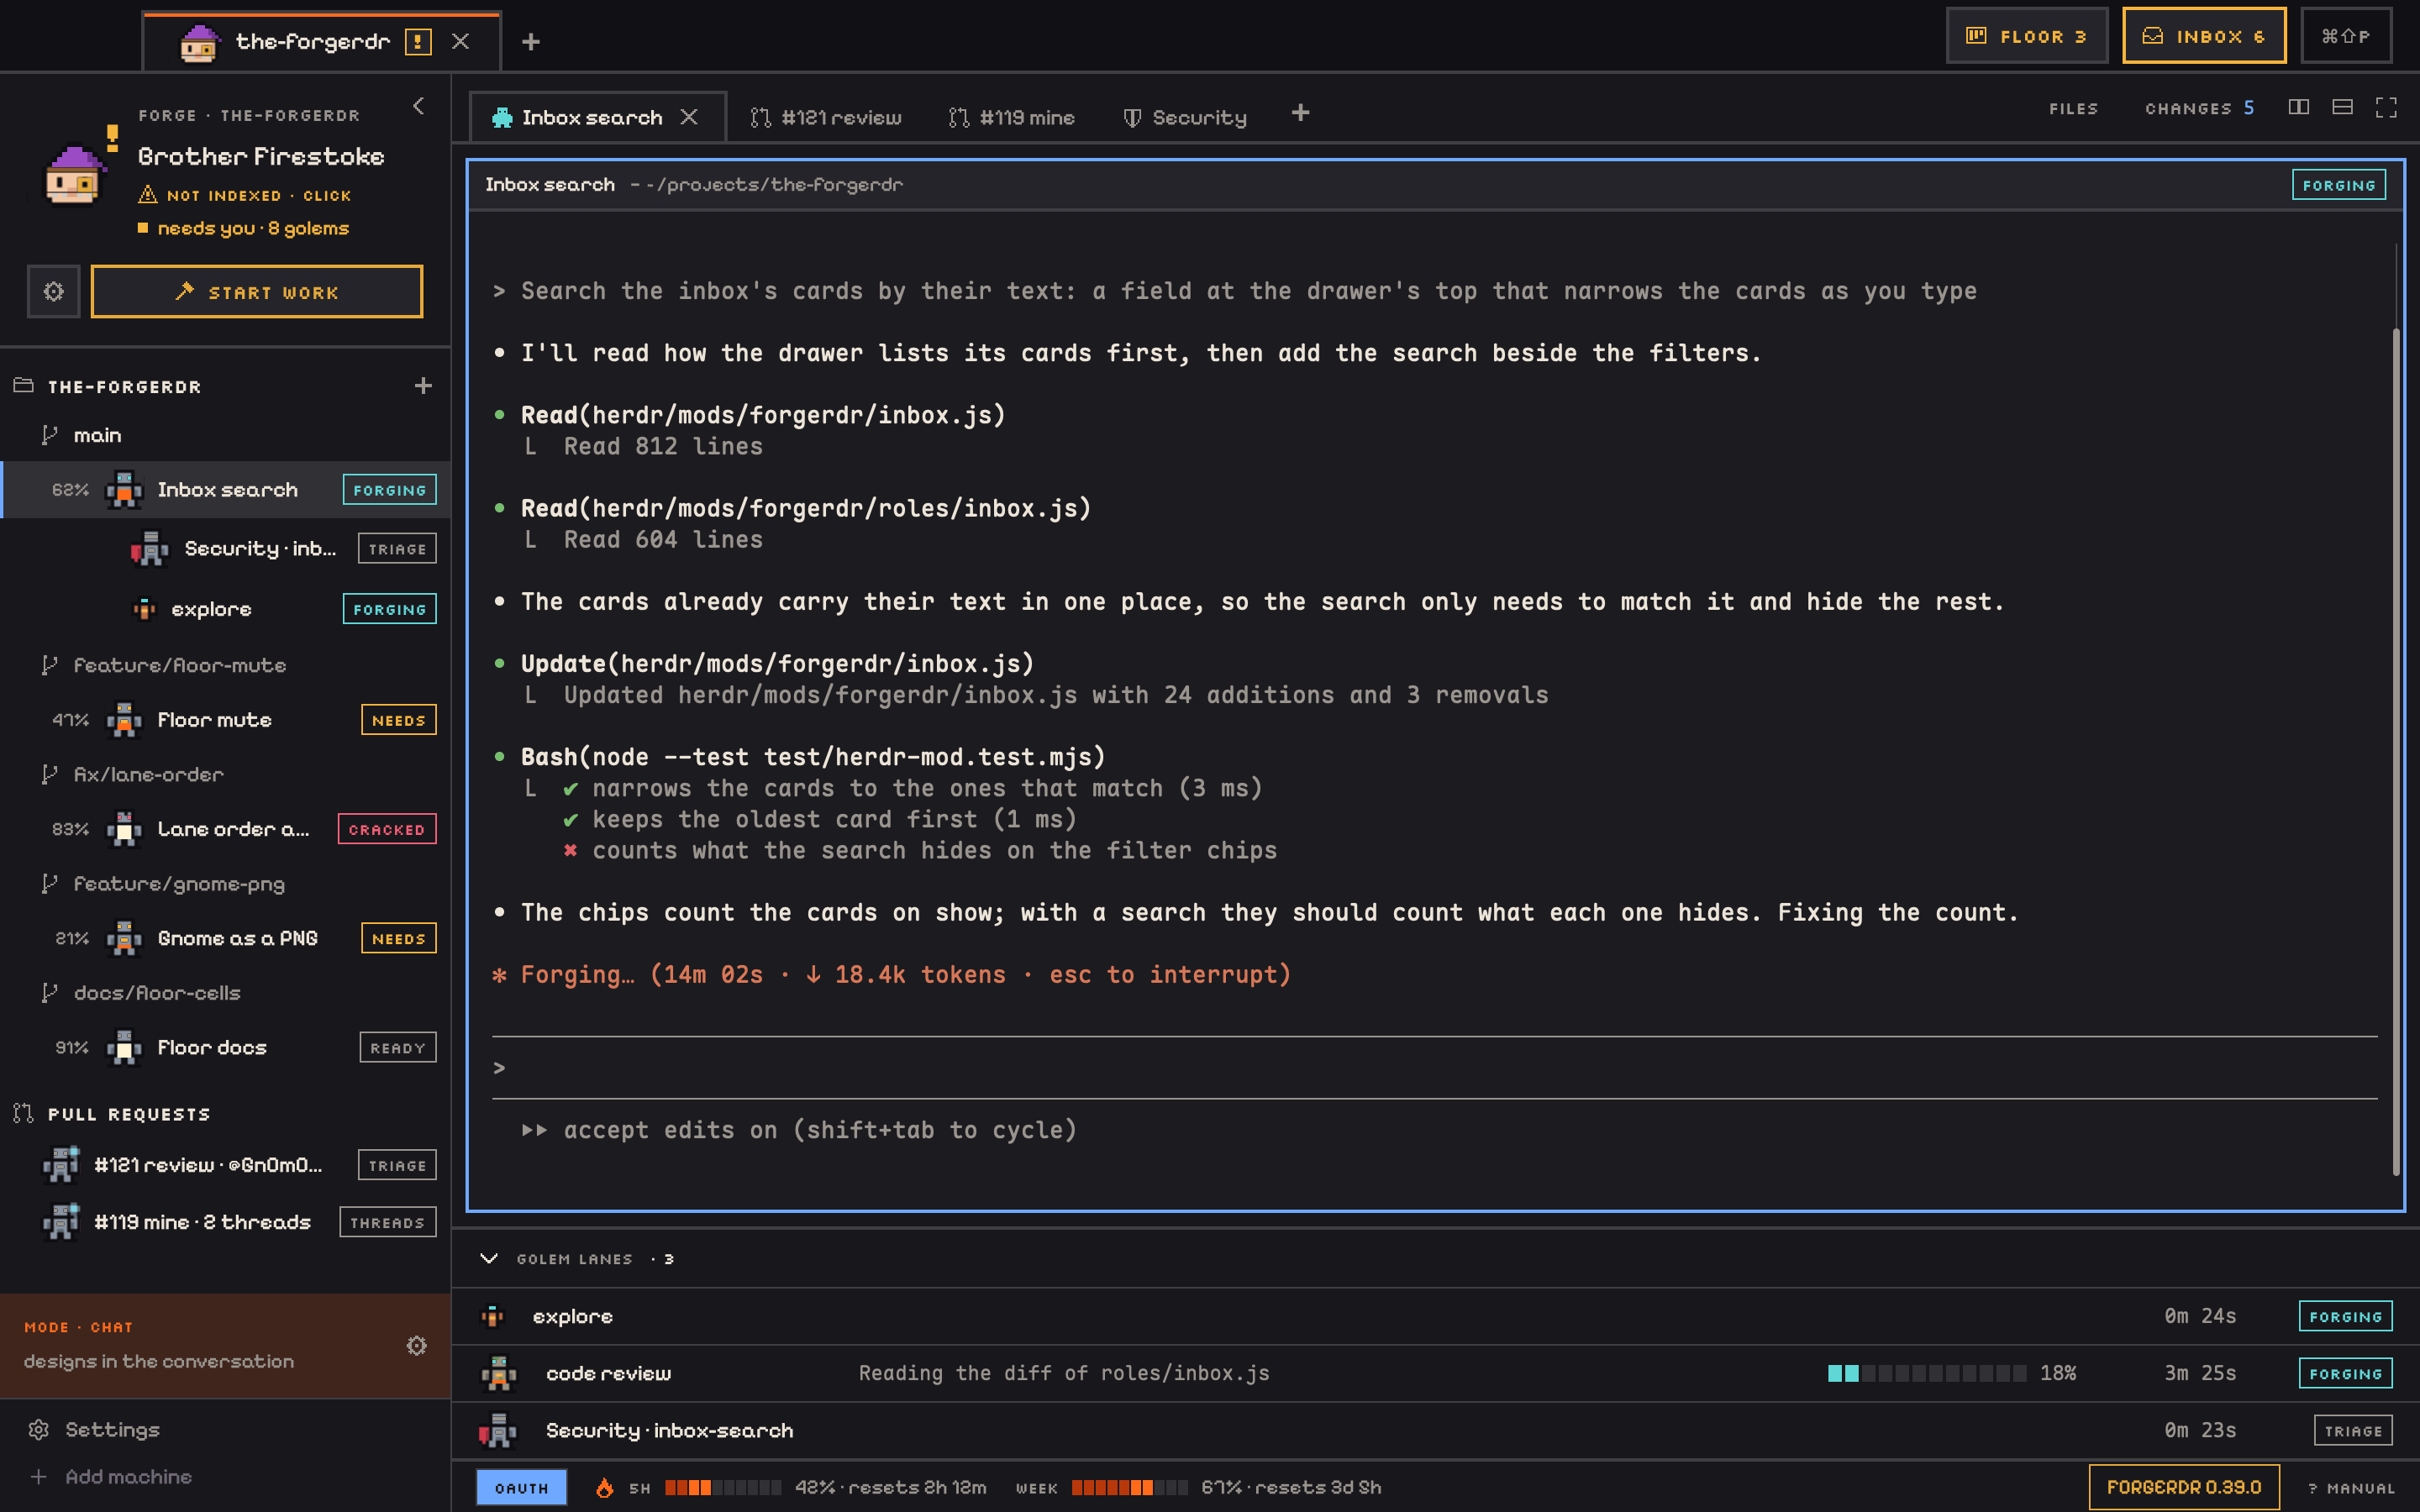 the-forgerdr
FLOOR 3
INBOX 6
⌘⇧P
FORGE · THE-FORGERDR
Brother Firestoke
NOT INDEXED · CLICK
needs you · 8 golems
START WORK
THE-FORGERDR
main
62% Inbox search FORGING
Security · inb... TRIAGE
explore FORGING
feature/floor-mute
47% Floor mute NEEDS
fix/lane-order
83% Lane order a... CRACKED
feature/gnome-png
21% Gnome as a PNG NEEDS
docs/floor-cells
91% Floor docs READY
PULL REQUESTS
#121 review · @Gn0m0... TRIAGE
#119 mine · 2 threads THREADS
MODE · CHAT
designs in the conversation
Settings
Add machine
Inbox search
#121 review
#119 mine
Security
FILES
CHANGES 5
Inbox search - ~/projects/the-forgerdr FORGING
> Search the inbox's cards by their text: a field at the drawer's top that narrows the cards as you type
• I'll read how the drawer lists its cards first, then add the search beside the filters.
• Read(herdr/mods/forgerdr/inbox.js)
L Read 812 lines
• Read(herdr/mods/forgerdr/roles/inbox.js)
L Read 604 lines
• The cards already carry their text in one place, so the search only needs to match it and hide the rest.
• Update(herdr/mods/forgerdr/inbox.js)
L Updated herdr/mods/forgerdr/inbox.js with 24 additions and 3 removals
• Bash(node --test test/herdr-mod.test.mjs)
L ✔ narrows the cards to the ones that match (3 ms)
✔ keeps the oldest card first (1 ms)
✖ counts what the search hides on the filter chips
• The chips count the cards on show; with a search they should count what each one hides. Fixing the count.
✻ Forging… (14m 02s · ↓ 18.4k tokens · esc to interrupt)
>
▸▸ accept edits on (shift+tab to cycle)
GOLEM LANES · 3
explore 0m 24s FORGING
code review Reading the diff of roles/inbox.js 18% 3m 25s FORGING
Security · inbox-search 0m 23s TRIAGE
OAUTH 5H 42% · resets 2h 12m WEEK 67% · resets 3d 8h FORGERDR 0.39.0 ? MANUAL